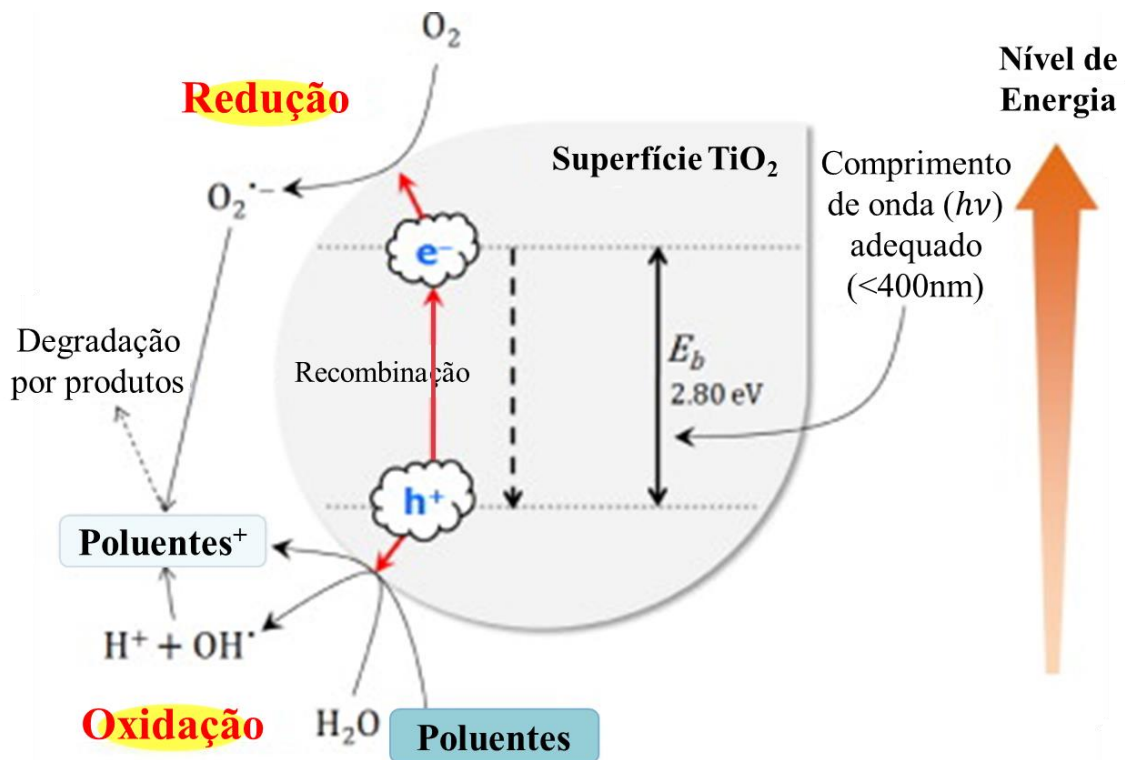 O₂
Redução
Nível de
Energia
Superfície TiO₂
Comprimento
de onda (hν)
adequado
(<400nm)
O₂·⁻
e⁻
Degradação
por produtos
Recombinação
E_b
2.80 eV
h⁺
Poluentes⁺
H⁺ + OH·
Oxidação
H₂O
Poluentes